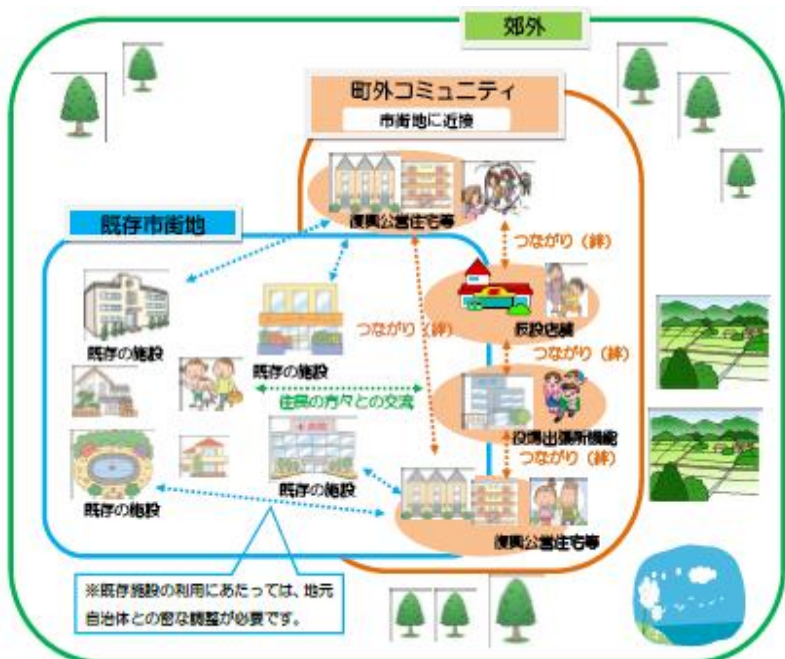 郊外
町外コミュニティ
市街地に近接
復興公営住宅等
既存市街地
つながり（絆）
仮設店舗
既存の施設
既存の施設
つながり（絆）
つながり（絆）
住民の方々との交流
役場出張所機能
つながり（絆）
既存の施設
既存の施設
復興公営住宅等
※既存施設の利用にあたっては、地元
自治体との密な調整が必要です。